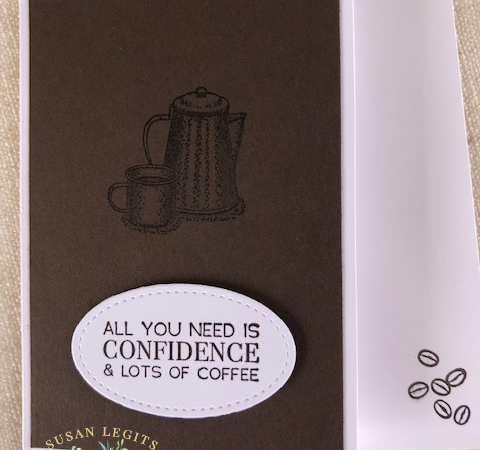 ALL YOU NEED IS
CONFIDENCE
& LOTS OF COFFEE
SUSAN LEGITS